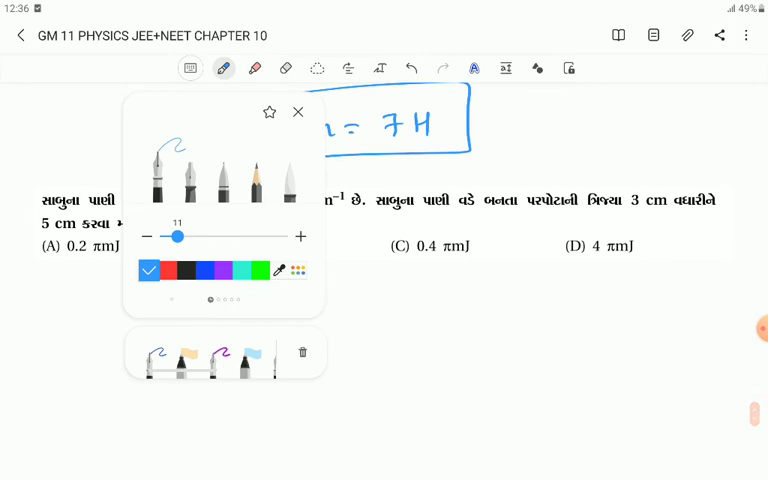 12:36 49%
GM 11 PHYSICS JEE+NEET CHAPTER 10
= 7 H
સાબુના પાણી n⁻¹ છે. સાબુના પાણી વડે બનતા પરપોટાની ત્રિજ્યા 3 cm વધારીને
5 cm કરવા
(A) 0.2 πmJ (C) 0.4 πmJ (D) 4 πmJ
11